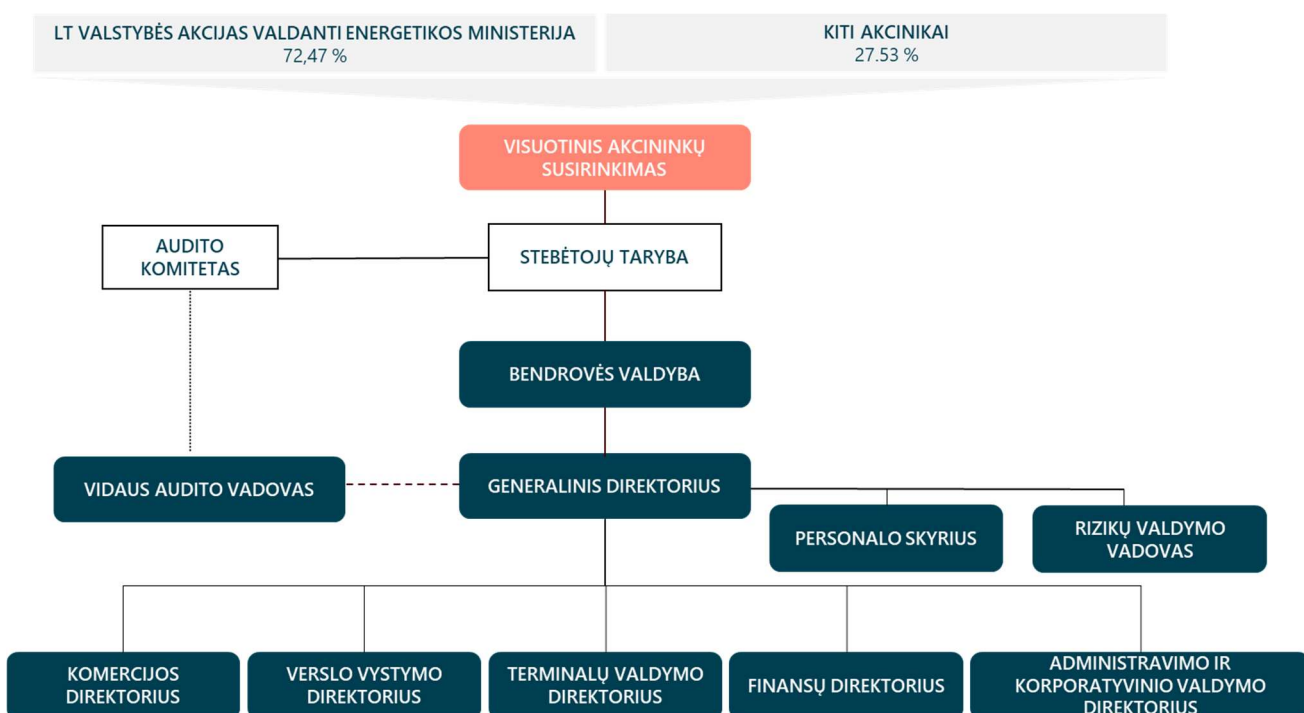 LT VALSTYBĖS AKCIJAS VALDANTI ENERGETIKOS MINISTERIJA
72,47 %
KITI AKCINIKAI
27.53 %
VISUOTINIS AKCININKŲ
SUSIRINKIMAS
AUDITO
KOMITETAS
STEBĖTOJŲ TARYBA
BENDROVĖS VALDYBA
VIDAUS AUDITO VADOVAS
GENERALINIS DIREKTORIUS
PERSONALO SKYRIUS
RIZIKŲ VALDYMO
VADOVAS
KOMERCIJOS
DIREKTORIUS
VERSLO VYSTYMO
DIREKTORIUS
TERMINALŲ VALDYMO
DIREKTORIUS
FINANSŲ DIREKTORIUS
ADMINISTRAVIMO IR
KORPORATYVINIO VALDYMO
DIREKTORIUS